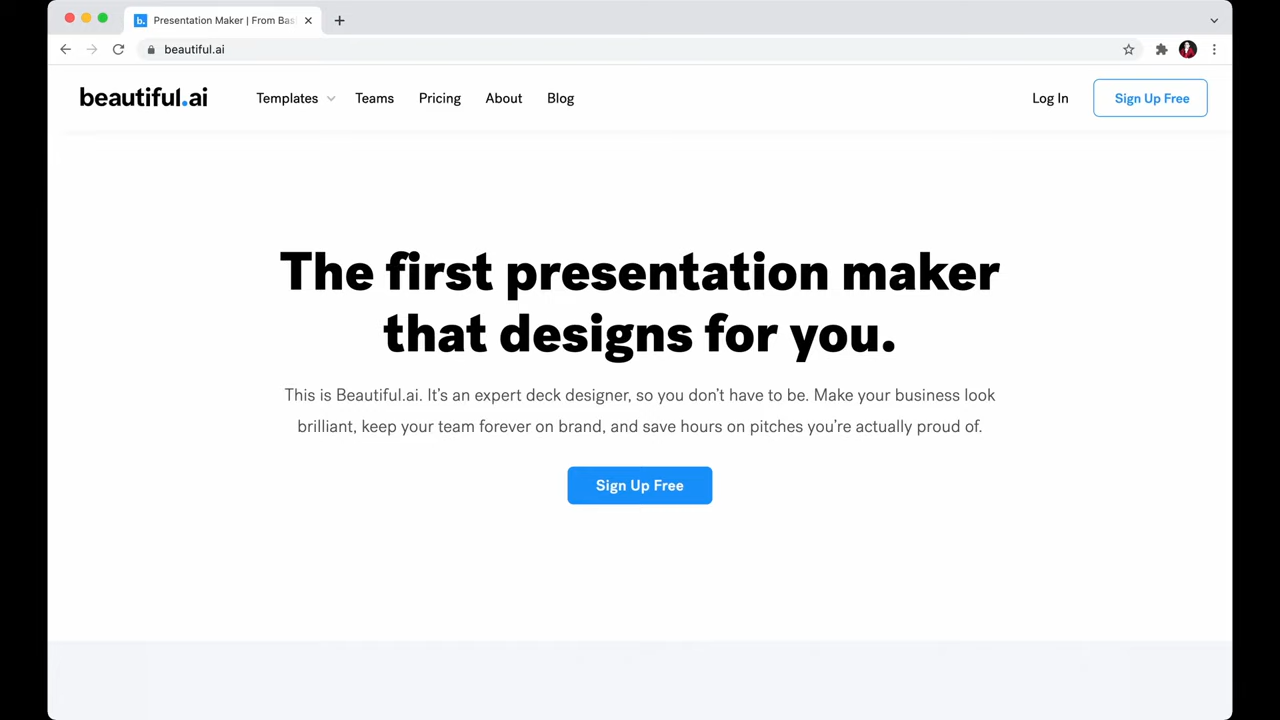 Presentation Maker | From Bas
beautiful.ai
beautiful.ai
Templates
Teams
Pricing
About
Blog
Log In
Sign Up Free
The first presentation maker
that designs for you.
This is Beautiful.ai. It's an expert deck designer, so you don't have to be. Make your business look
brilliant, keep your team forever on brand, and save hours on pitches you're actually proud of.
Sign Up Free